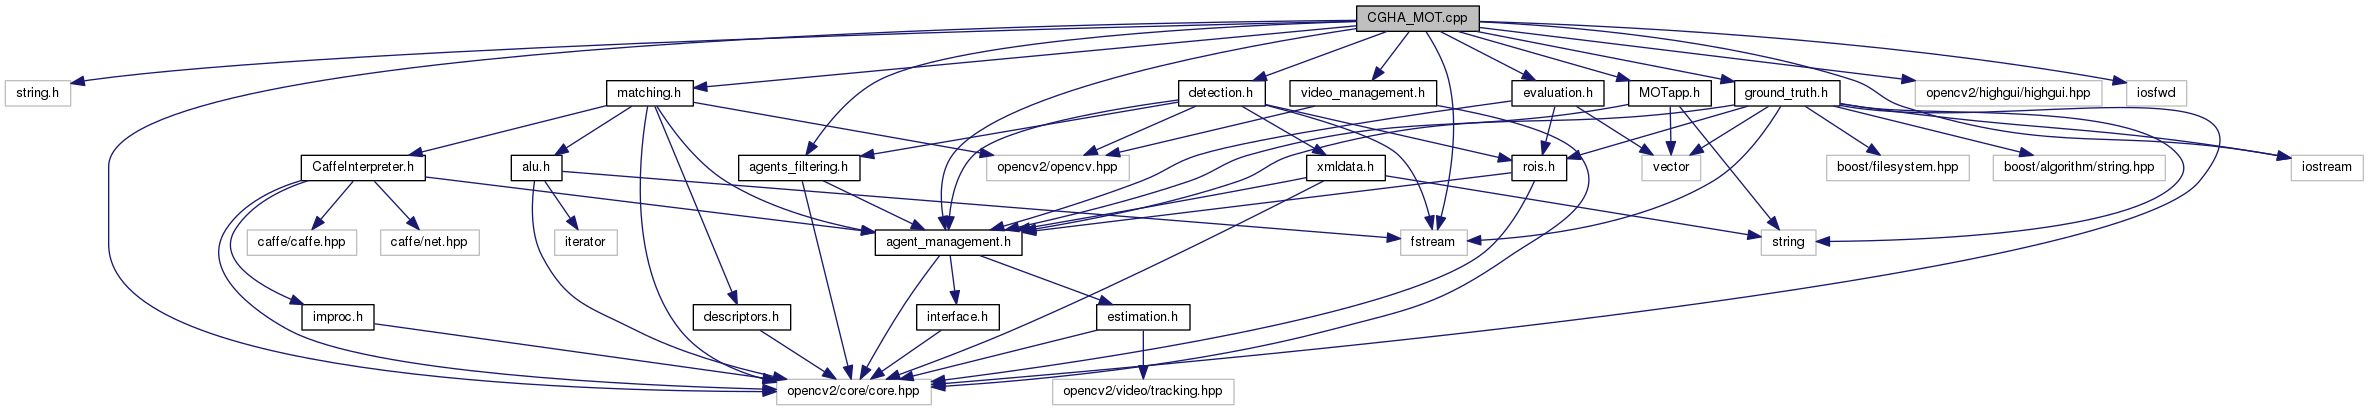 CGHA_MOT.cpp
string.h
matching.h
detection.h
video_management.h
evaluation.h
MOTapp.h
ground_truth.h
opencv2/highgui/highgui.hpp
iosfwd
CaffeInterpreter.h
alu.h
agents_filtering.h
opencv2/opencv.hpp
xmldata.h
rois.h
vector
boost/filesystem.hpp
boost/algorithm/string.hpp
iostream
caffe/caffe.hpp
caffe/net.hpp
iterator
agent_management.h
fstream
string
improc.h
descriptors.h
interface.h
estimation.h
opencv2/core/core.hpp
opencv2/video/tracking.hpp